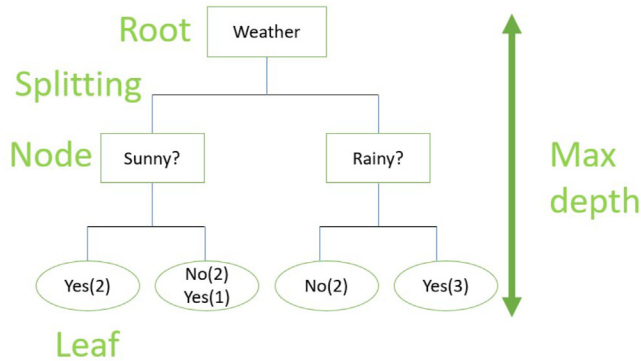 Root
Weather
Splitting
Node
Sunny?
Rainy?
Max
depth
Yes(2)
No(2)
Yes(1)
No(2)
Yes(3)
Leaf